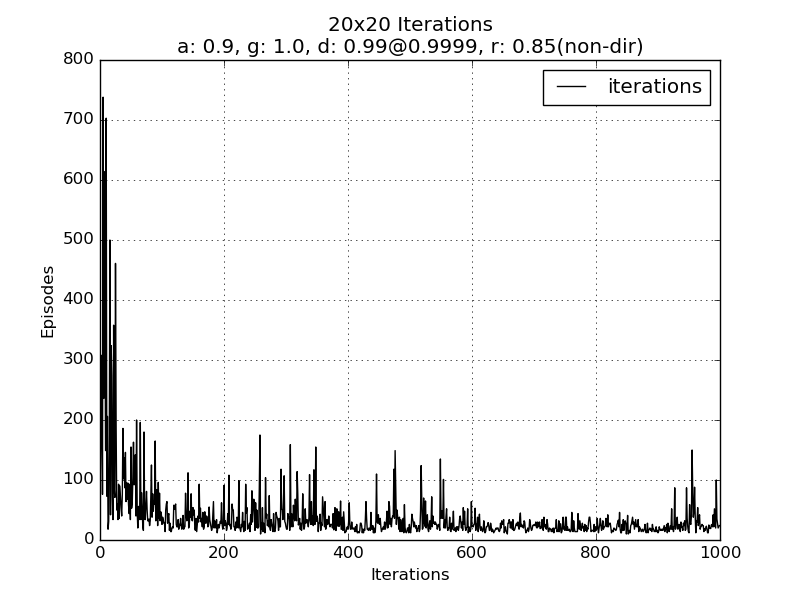 20x20 Iterations
a: 0.9, g: 1.0, d: 0.99@0.9999, r: 0.85(non-dir)
iterations
800
700
600
500
400
300
200
100
0
Episodes
0 200 400 600 800 1000
Iterations